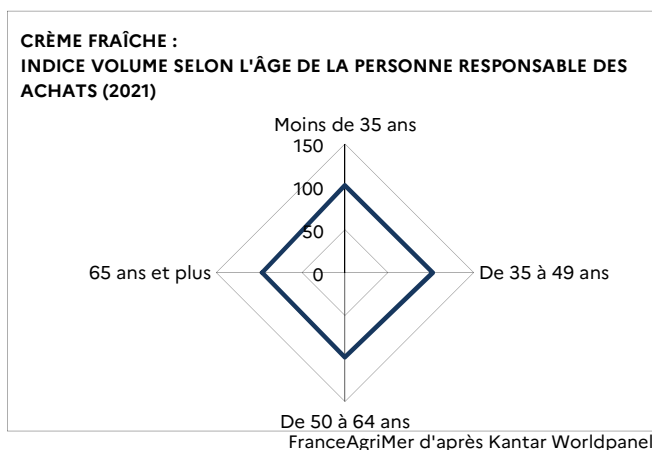 CRÈME FRAÎCHE :
INDICE VOLUME SELON L'ÂGE DE LA PERSONNE RESPONSABLE DES
ACHATS (2021)
Moins de 35 ans
150
100
50
65 ans et plus
0
De 35 à 49 ans
De 50 à 64 ans
FranceAgriMer d'après Kantar Worldpanel